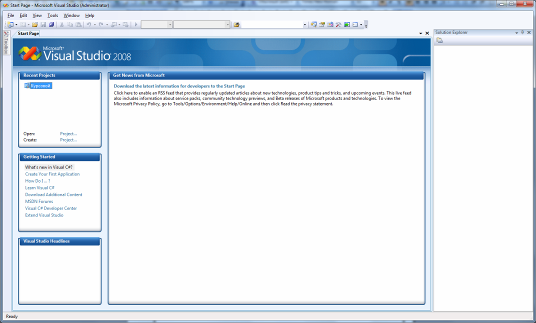 Start Page - Microsoft Visual Studio (Administrator)
File Edit View Tools Window Help
Start Page
Solution Explorer
Microsoft
Visual Studio 2008
Recent Projects
Open: Project...
Create: Project...
Getting Started
What's new in Visual C#?
Create Your First Application
How Do I ... ?
Learn Visual C#
Download Additional Content
MSDN Forums
Visual C# Developer Center
Extend Visual Studio
Visual Studio Headlines
Get News from Microsoft
Download the latest information for developers to the Start Page
Click here to enable an RSS feed that provides regularly updated articles about new technologies, product tips and tricks, and upcoming events. This live feed
also includes information about service packs, community technology previews, and Beta releases of Microsoft products and technologies. To view the
Microsoft Privacy Policy, go to Tools/Options/Environment/Help/Online and then click Read the privacy statement.
Ready